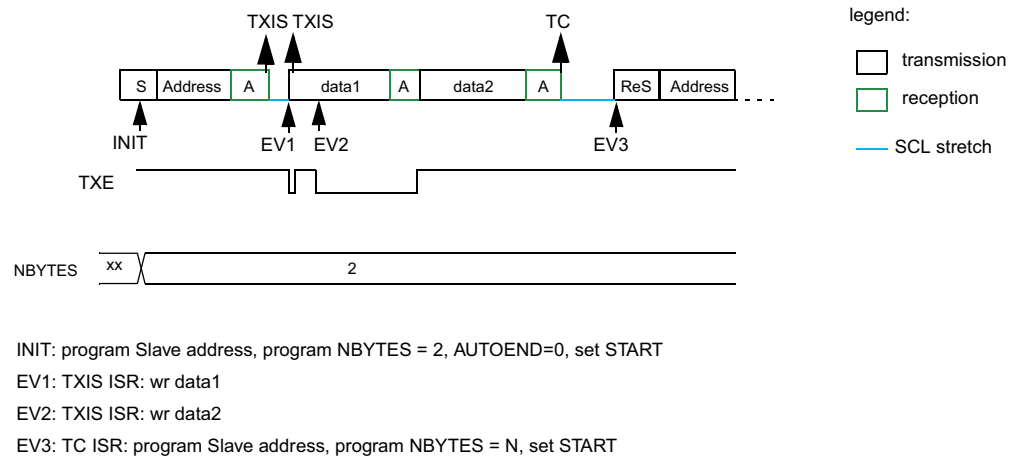 legend:
TXIS TXIS TC
transmission
S Address A data1 A data2 A ReS Address
reception
INIT EV1 EV2 EV3
SCL stretch
TXE
NBYTES xx 2
INIT: program Slave address, program NBYTES = 2, AUTOEND=0, set START
EV1: TXIS ISR: wr data1
EV2: TXIS ISR: wr data2
EV3: TC ISR: program Slave address, program NBYTES = N, set START